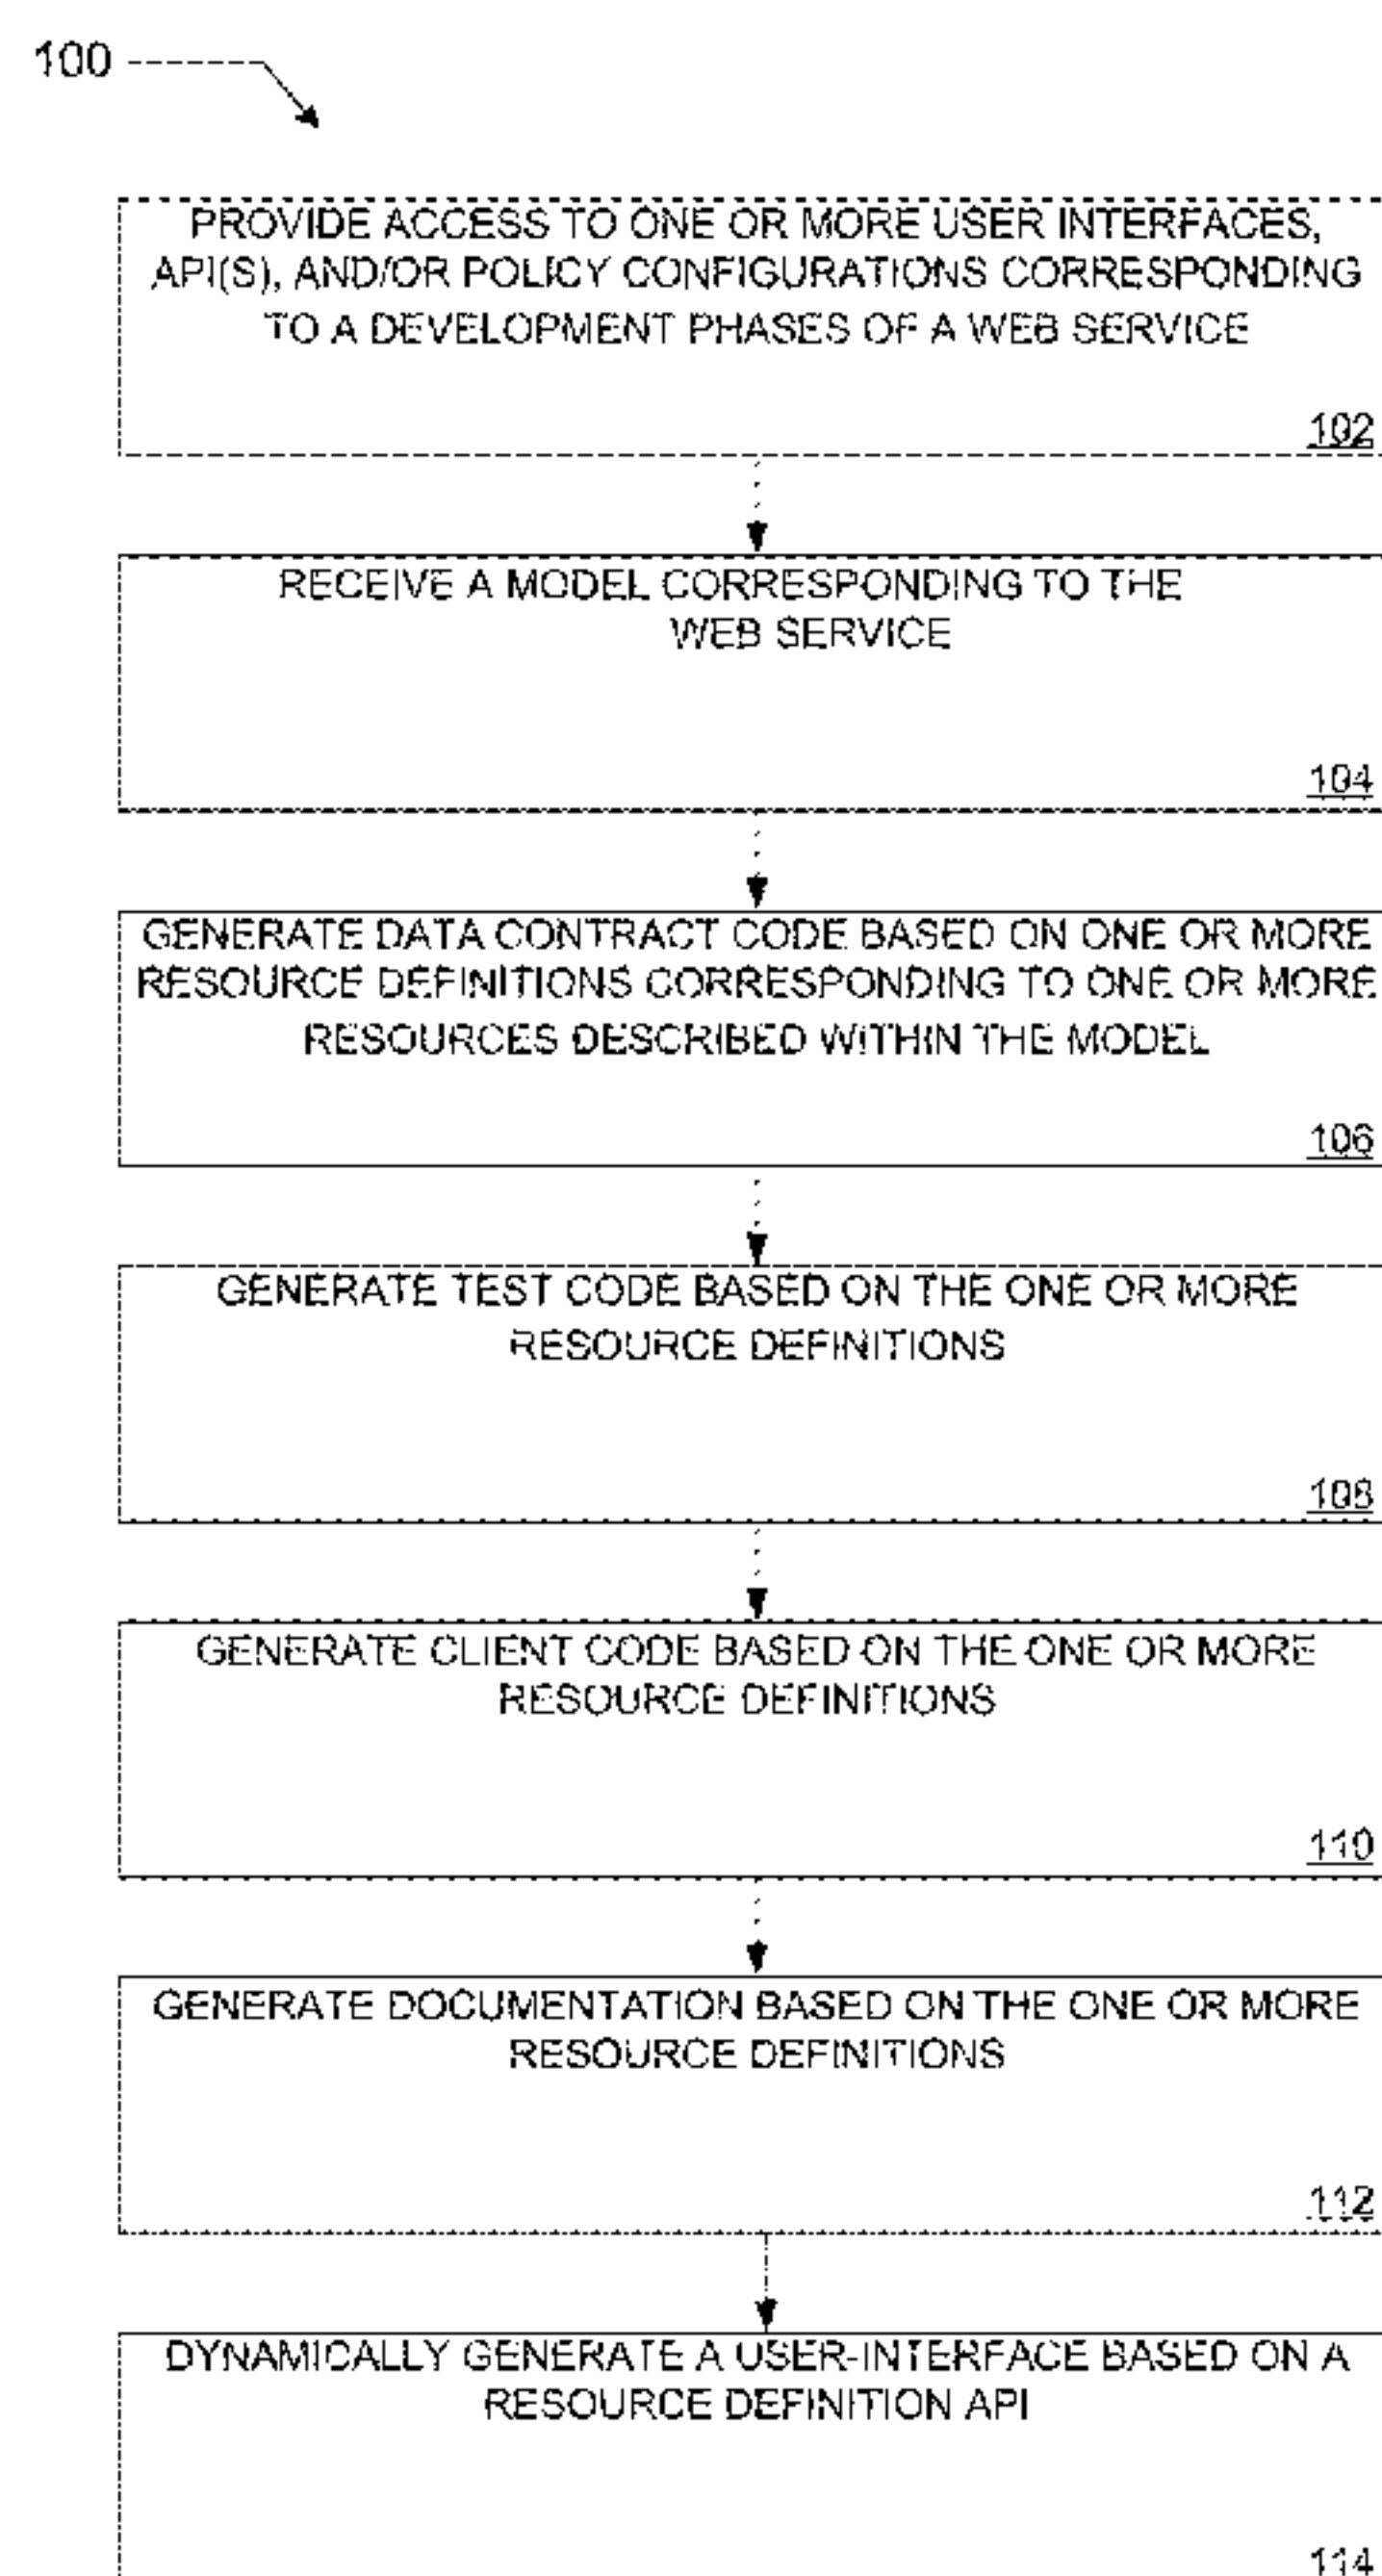 100
PROVIDE ACCESS TO ONE OR MORE USER INTERFACES,
API(S), AND/OR POLICY CONFIGURATIONS CORRESPONDING
TO A DEVELOPMENT PHASES OF A WEB SERVICE
102
RECEIVE A MODEL CORRESPONDING TO THE
WEB SERVICE
104
GENERATE DATA CONTRACT CODE BASED ON ONE OR MORE
RESOURCE DEFINITIONS CORRESPONDING TO ONE OR MORE
RESOURCES DESCRIBED WITHIN THE MODEL
106
GENERATE TEST CODE BASED ON THE ONE OR MORE
RESOURCE DEFINITIONS
108
GENERATE CLIENT CODE BASED ON THE ONE OR MORE
RESOURCE DEFINITIONS
110
GENERATE DOCUMENTATION BASED ON THE ONE OR MORE
RESOURCE DEFINITIONS
112
DYNAMICALLY GENERATE A USER-INTERFACE BASED ON A
RESOURCE DEFINITION API
114